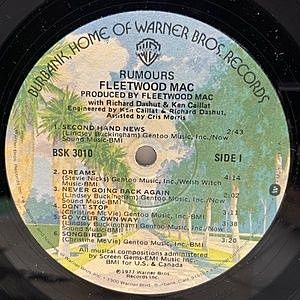 BURBANK, HOME OF WARNER BROS. RECORDS
WB
RUMOURS
FLEETWOOD MAC
PRODUCED BY FLEETWOOD MAC
with Richard Dashut & Ken Caillat
Engineered by Ken Caillat & Richard Dashut,
Assisted by Cris Morris
1. SECOND HAND NEWS 2:43
(Lindsey Buckingham) Gentoo Music, Inc./Now
Sound Music-BMI
BSK 3010 SIDE 1
2. DREAMS 4:14
(Stevie Nicks) Gentoo Music, Inc./Welsh Witch
Music-BMI
3. NEVER GOING BACK AGAIN
(Lindsey Buckingham) Gentoo Music, Inc./Now
Sound Music-BMI
4. DON'T STOP
(Christine McVie) Gentoo Music, Inc.-BMI
5. GO YOUR OWN WAY
(Lindsey Buckingham) Gentoo Music, Inc./Now
Sound Music-BMI
6. SONGBIRD
(Christine McVie) Gentoo Music, Inc.-BMI
All musical compositions administered
by Screen Gems-EMI Music Inc.
BMI for U.S. & Canada
©1977 Warner Bros.
Records Inc.